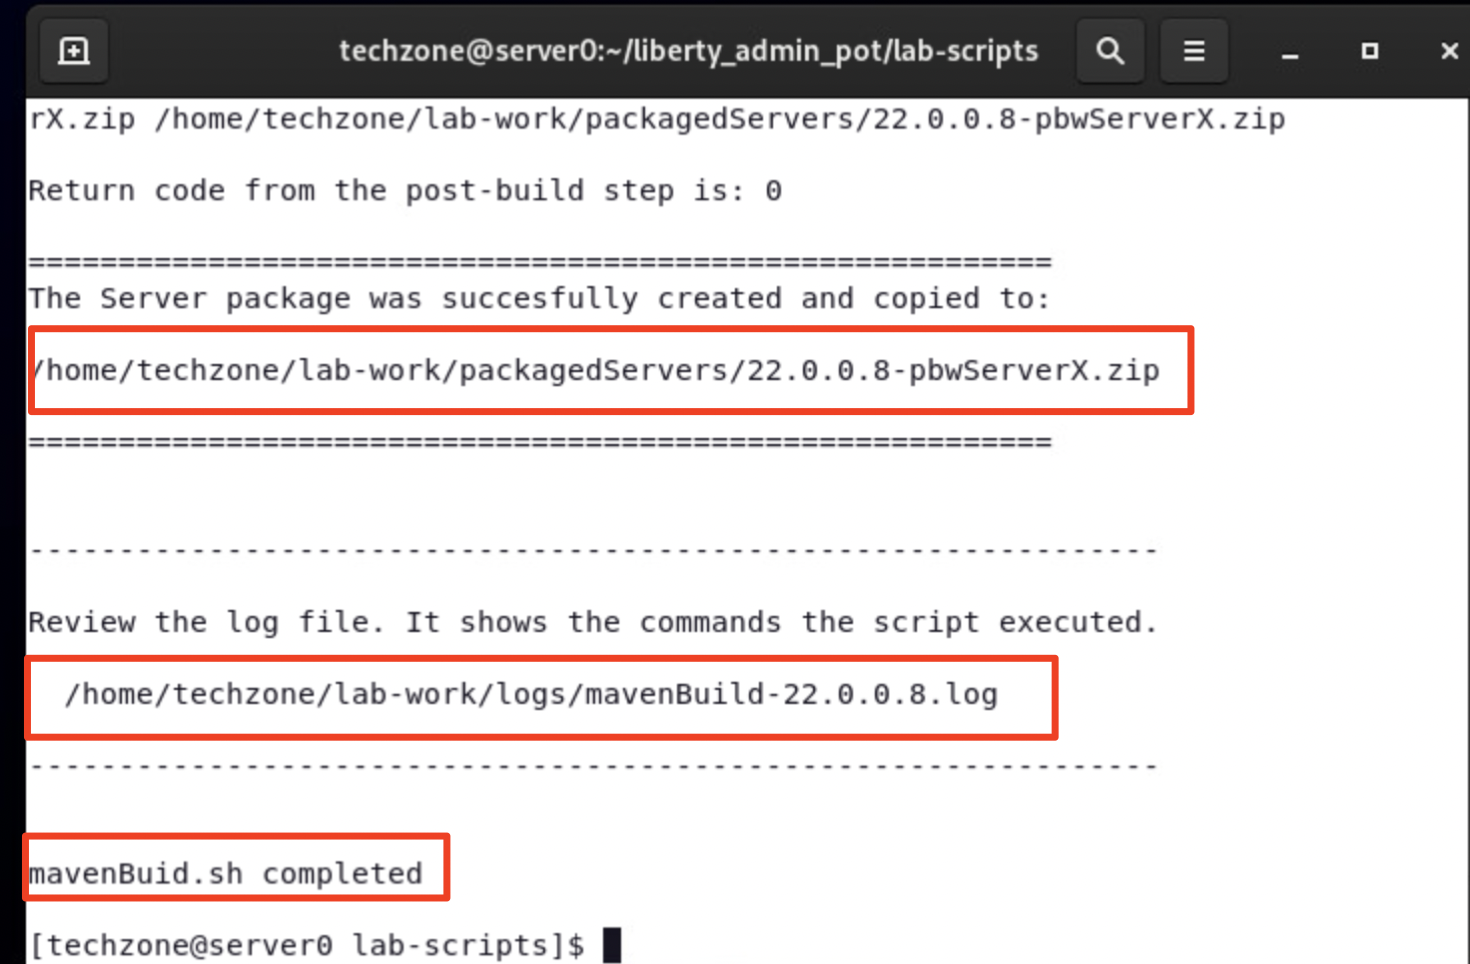 techzone@server0:~/liberty_admin_pot/lab-scripts
rX.zip /home/techzone/lab-work/packagedServers/22.0.0.8-pbwServerX.zip
Return code from the post-build step is: 0
=========================================================
The Server package was succesfully created and copied to:
/home/techzone/lab-work/packagedServers/22.0.0.8-pbwServerX.zip
=========================================================
---------------------------------------------------------------
Review the log file. It shows the commands the script executed.
/home/techzone/lab-work/logs/mavenBuild-22.0.0.8.log
---------------------------------------------------------------
mavenBuid.sh completed
[techzone@server0 lab-scripts]$